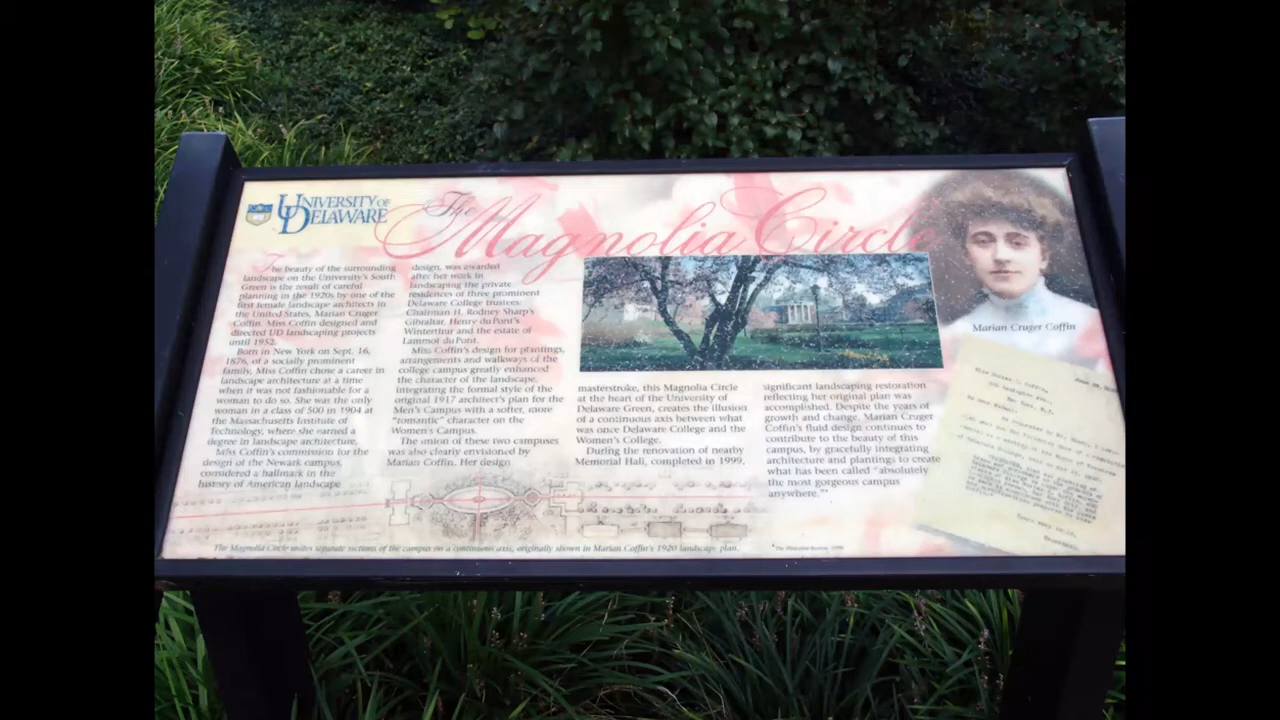 UNIVERSITY OF
DELAWARE
The Magnolia Circle
The beauty of the surrounding
landscape on the University's South
Green is the result of careful
planning in the 1920s by one of the
first female landscape architects in
the United States, Marian Cruger
Coffin. Miss Coffin designed and
directed UD landscaping projects
until 1952.
Born in New York on Sept. 16,
1876, of a socially prominent
family, Miss Coffin chose a career in
landscape architecture at a time
when it was not fashionable for a
woman to do so. She was the only
woman in a class of 500 in 1904 at
the Massachusetts Institute of
Technology, where she earned a
degree in landscape architecture.
Miss Coffin's commission for the
design of the Newark campus,
considered a hallmark in the
history of American landscape
design, was awarded
after her work in
landscaping the private
residences of three prominent
Delaware College trustees:
Chairman H. Rodney Sharp's
Gibraltar, Henry duPont's
Winterthur and the estate of
Lammot duPont.
Miss Coffin's design for plantings,
arrangements and walkways of the
college campus greatly enhanced
the character of the landscape,
integrating the formal style of the
original 1917 architect's plan for the
Men's Campus with a softer, more
"romantic" character on the
Women's Campus.
The union of these two campuses
was also clearly envisioned by
Marian Coffin. Her design
masterstroke, this Magnolia Circle
at the heart of the University of
Delaware Green, creates the illusion
of a continuous axis between what
was once Delaware College and the
Women's College.
During the renovation of nearby
Memorial Hall, completed in 1999,
significant landscaping restoration
reflecting her original plan was
accomplished. Despite the years of
growth and change, Marian Cruger
Coffin's fluid design continues to
contribute to the beauty of this
campus, by gracefully integrating
architecture and plantings to create
what has been called "absolutely
the most gorgeous campus
anywhere."*
Marian Cruger Coffin
The Magnolia Circle unites separate sections of the campus on a continuous axis, originally shown in Marian Coffin's 1920 landscape plan.